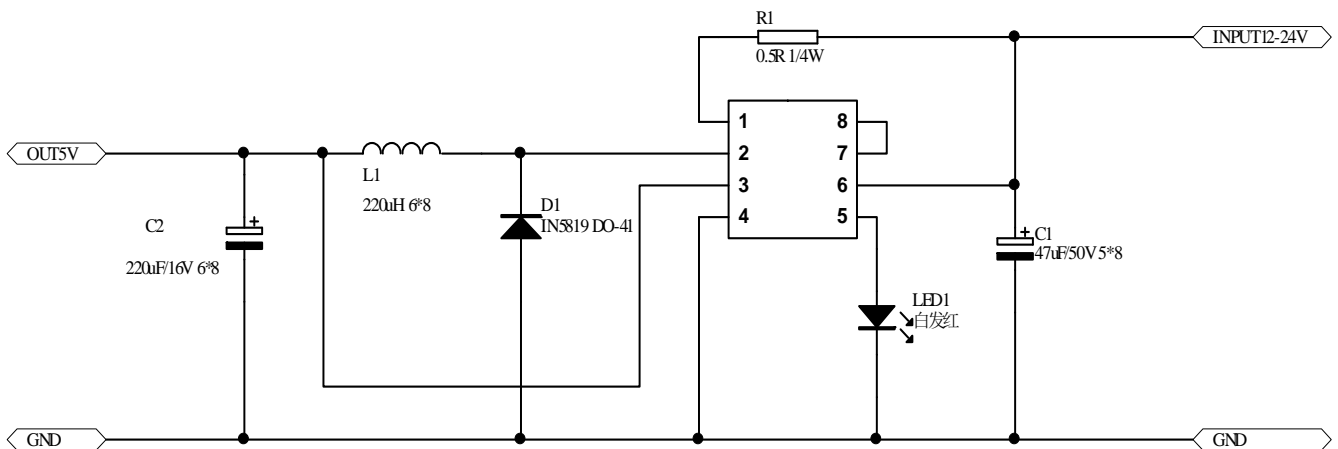 R1
0.5R 1/4W
INPUT12-24V
1
8
2
7
3
6
4
5
OUT5V
L1
220uH 6*8
D1
IN5819 DO-41
C2
+
220uF/16V 6*8
+
C1
47uF/50V 5*8
LED1
白发红
GND
GND